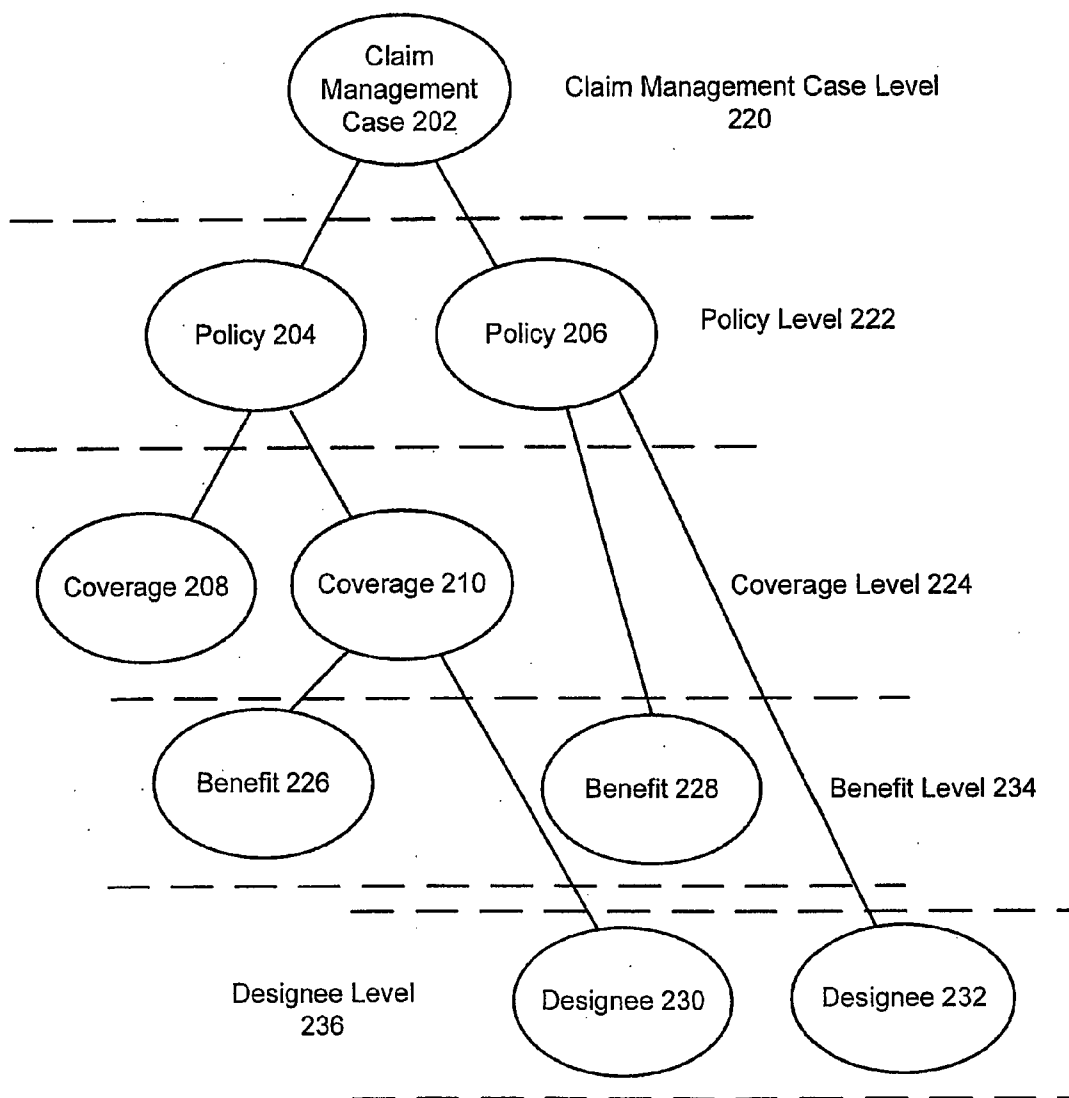 Claim
Management
Case 202
Claim Management Case Level
220
Policy 204
Policy 206
Policy Level 222
Coverage 208
Coverage 210
Coverage Level 224
Benefit 226
Benefit 228
Benefit Level 234
Designee Level
236
Designee 230
Designee 232